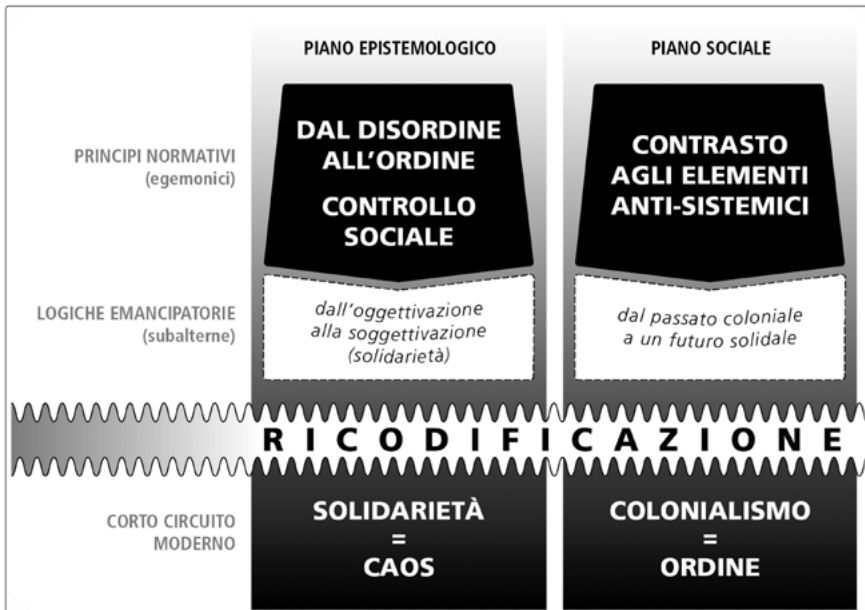 PIANO EPISTEMOLOGICO
PIANO SOCIALE
PRINCIPI NORMATIVI
(egemonici)
DAL DISORDINE
ALL'ORDINE
CONTROLLO
SOCIALE
CONTRASTO
AGLI ELEMENTI
ANTI-SISTEMICI
LOGICHE EMANCIPATORIE
(subalterne)
dall'oggettivazione
alla soggettivazione
(solidarietà)
dal passato coloniale
a un futuro solidale
RICODIFICAZIONE
CORTO CIRCUITO
MODERNO
SOLIDARIETÀ
=
CAOS
COLONIALISMO
=
ORDINE